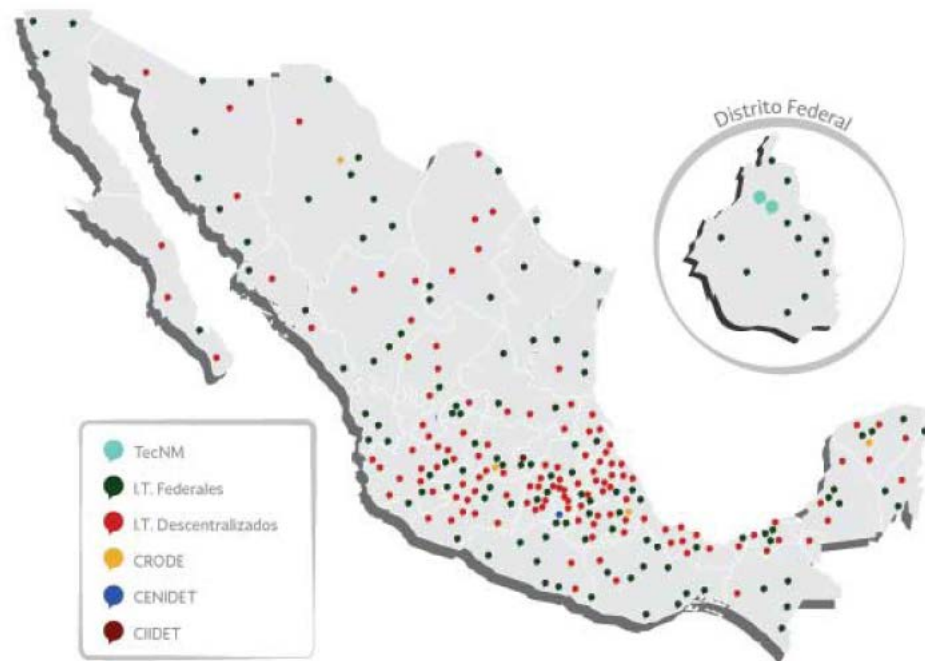 Distrito Federal
TecNM
I.T. Federales
I.T. Descentralizados
CRODE
CENIDET
CIIDET